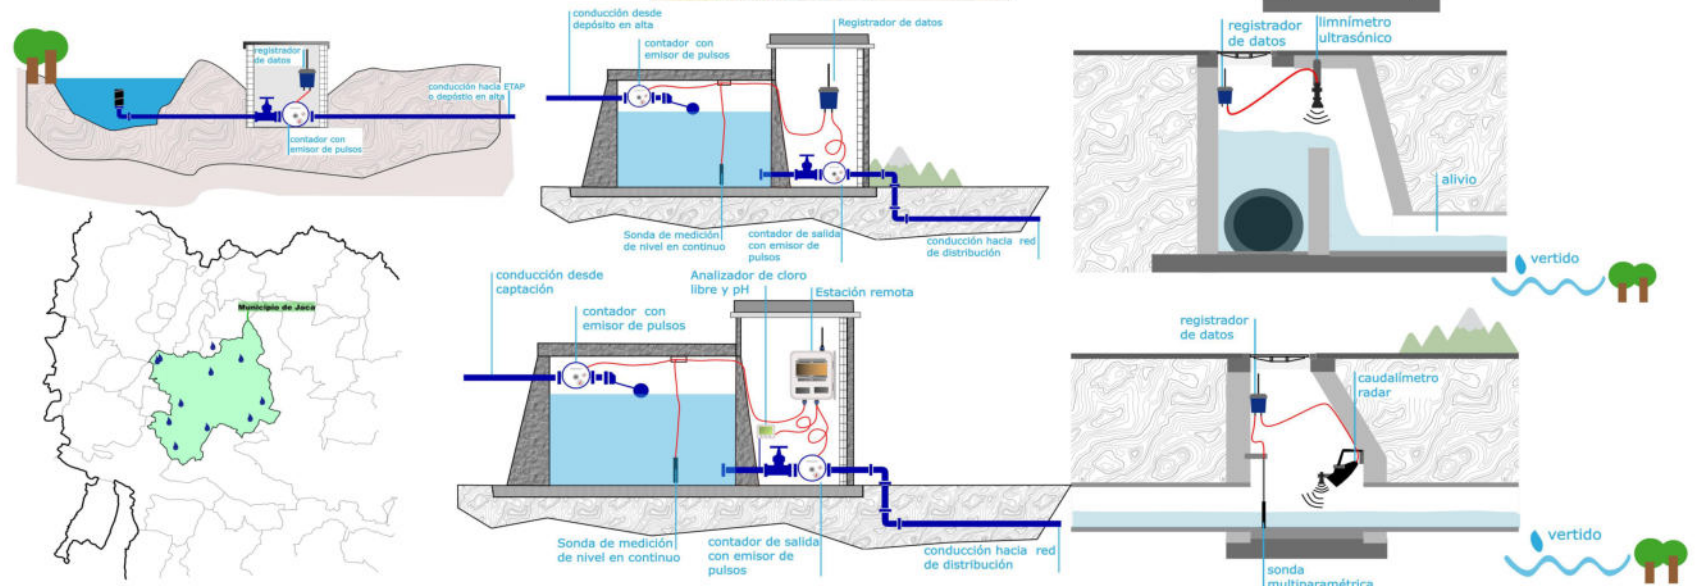 registrador
de datos
conducción hacia ETAP
o depóstio en alta
contador con
emisor de pulsos
Municipio de Jaca
conducción desde
depósito en alta
contador con
emisor de pulsos
Registrador de datos
Sonda de medición
de nivel en continuo
contador de salida
con emisor de
pulsos
conducción hacia red
de distribución
conducción desde
captación
contador con
emisor de pulsos
Analizador de cloro
libre y pH
Estación remota
Sonda de medición
de nivel en continuo
contador de salida
con emisor de
pulsos
conducción hacia red
de distribución
registrador
de datos
limnímetro
ultrasónico
alivio
vertido
registrador
de datos
caudalímetro
radar
sonda
multiparamétrica
vertido